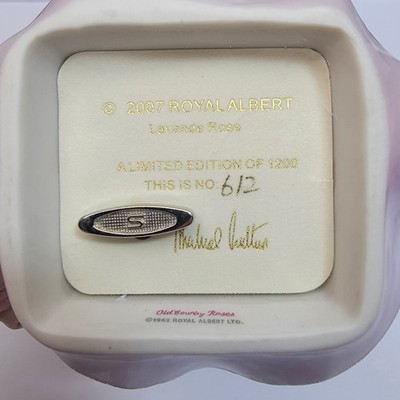 © 2007 ROYAL ALBERT
Lavende Rose
A LIMITED EDITION OF 1200
THIS IS NO. 612
S
Old Country Roses
©1962 ROYAL ALBERT LTD.